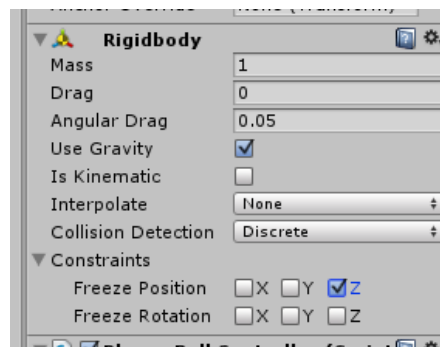 Rigidbody
Mass 1
Drag 0
Angular Drag 0.05
Use Gravity
Is Kinematic
Interpolate None
Collision Detection Discrete
Constraints
Freeze Position X Y Z
Freeze Rotation X Y Z